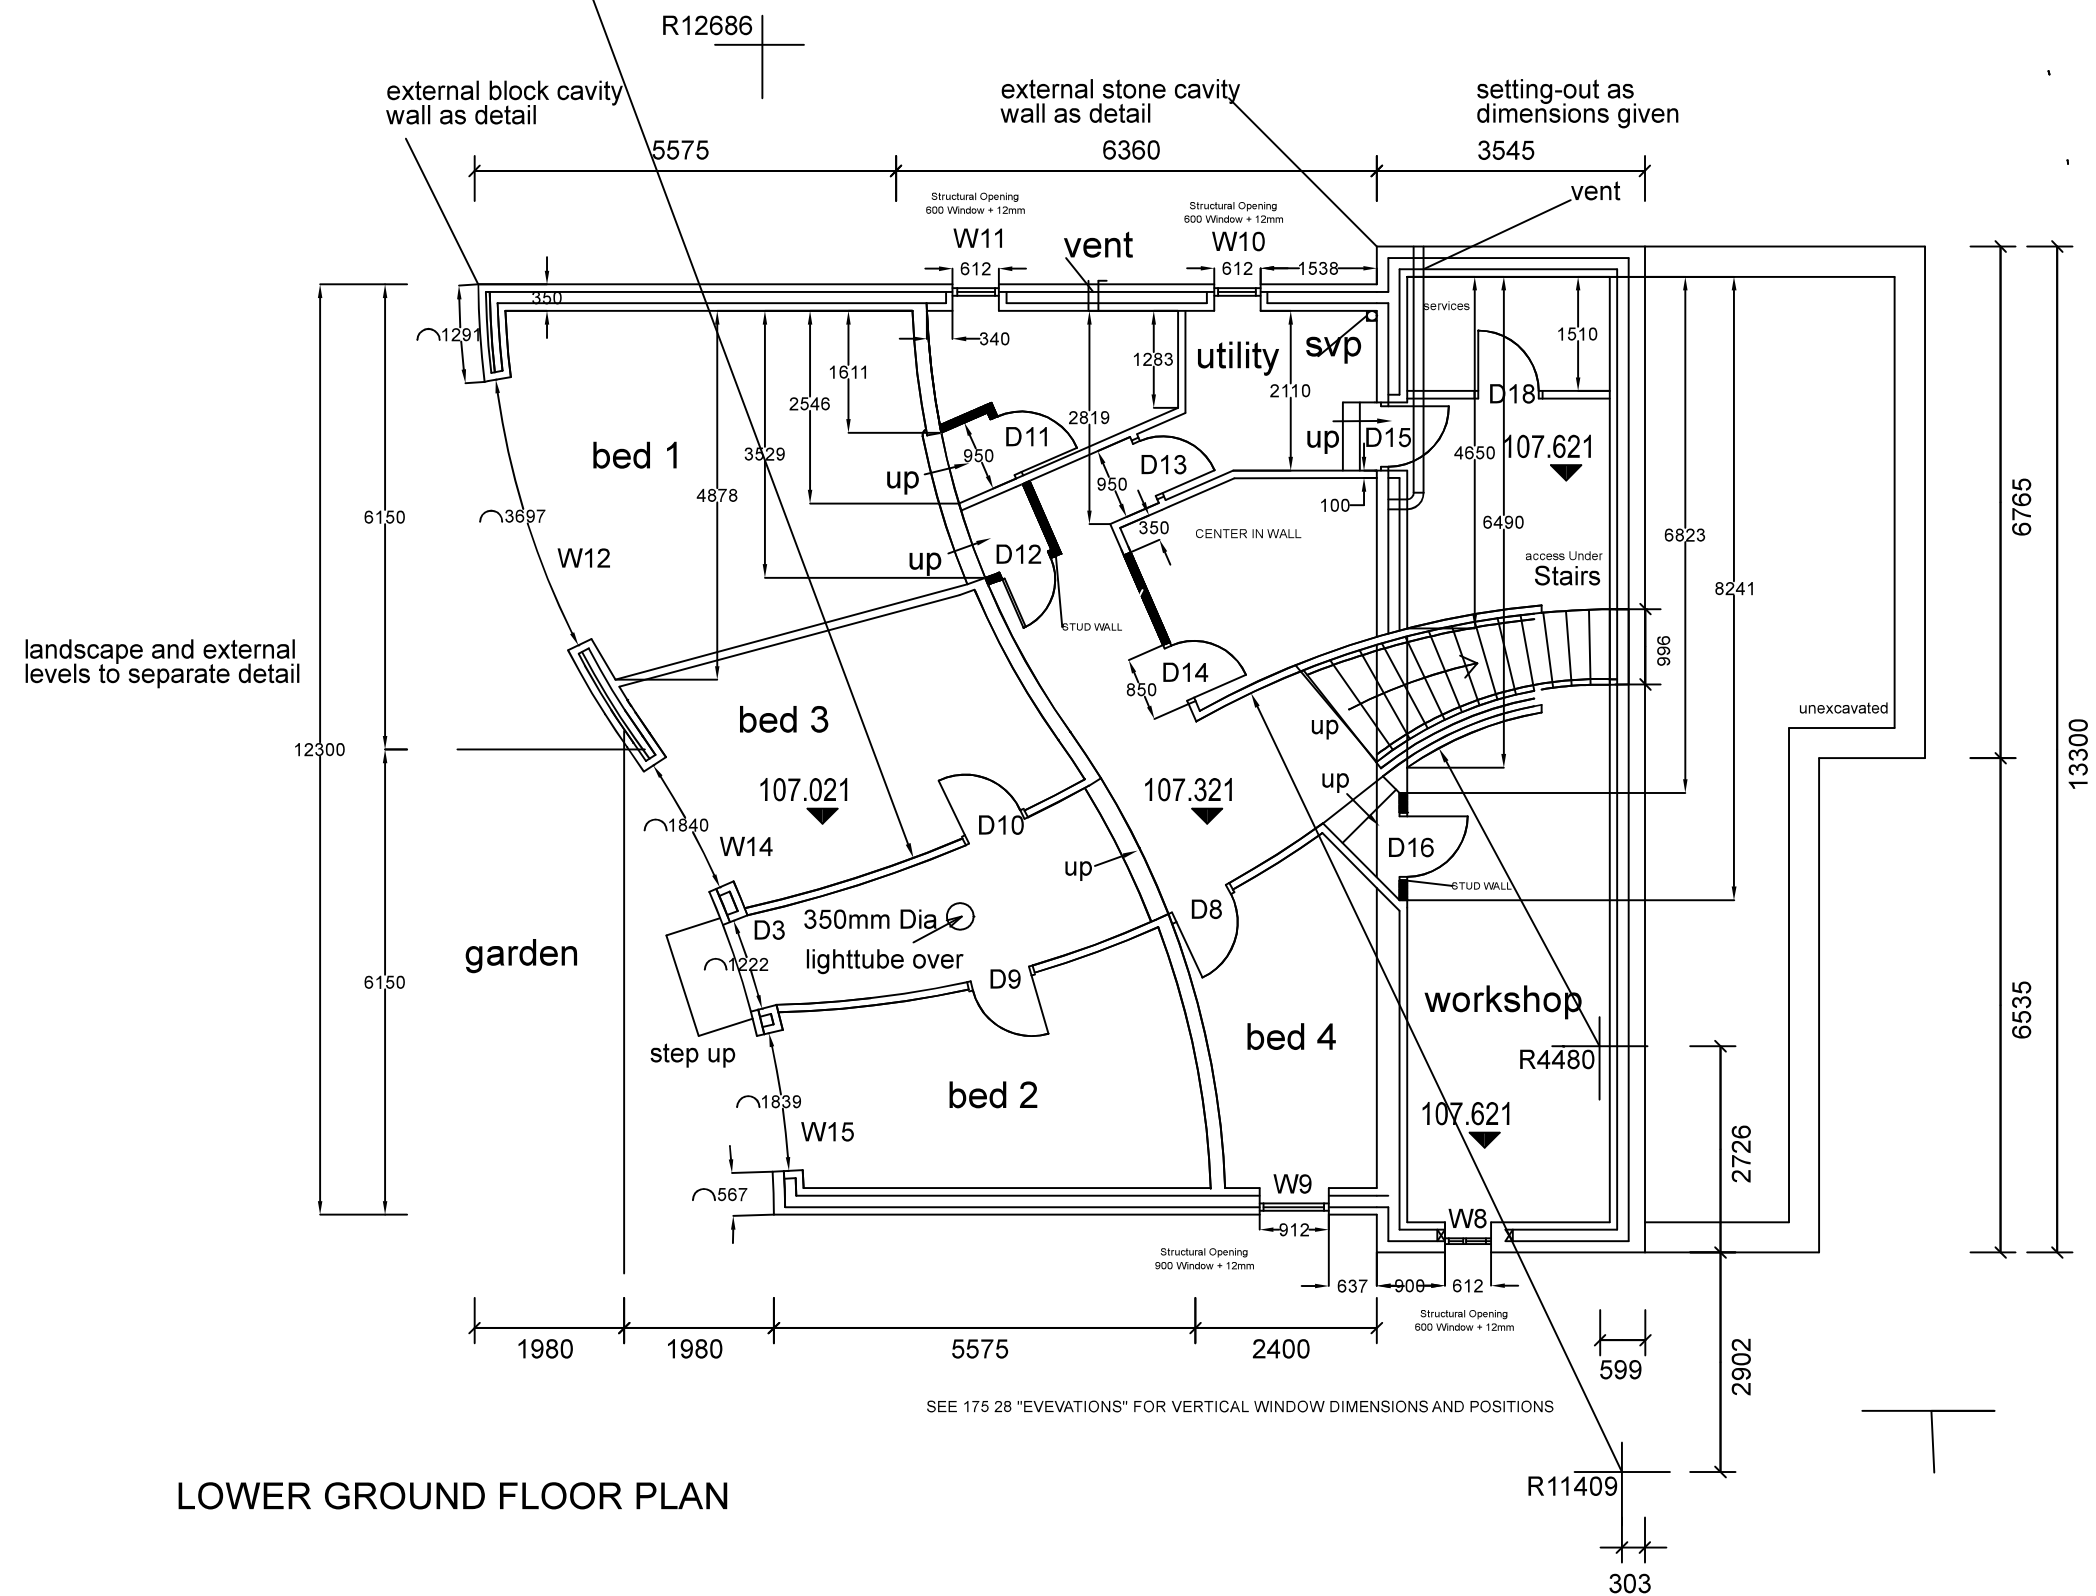 R12686
external block cavity
wall as detail
external stone cavity
wall as detail
setting-out as
dimensions given
5575
6360
3545
vent
Structural Opening
600 Window + 12mm
W11
612
vent
Structural Opening
600 Window + 12mm
W10
612
1538
350
1291
340
1611
2546
3529
4878
1283
2819
utility
2110
svp
services
1510
D18
bed 1
D11
950
up
D13
950
350
up
D15
4650
107.621
100
6490
6823
8241
CENTER IN WALL
access Under
Stairs
6150
3697
W12
up
D12
STUD WALL
D14
850
996
6765
13300
landscape and external
levels to separate detail
12300
bed 3
107.021
107.321
up
up
unexcavated
1840
W14
D10
up
D16
STUD WALL
D3
350mm Dia
lighttube over
D8
garden
1222
D9
6150
step up
bed 4
workshop
R4480
6535
bed 2
1839
W15
107.621
2726
567
W9
912
W8
Structural Opening
900 Window + 12mm
637
900
612
Structural Opening
600 Window + 12mm
1980
1980
5575
2400
599
2902
SEE 175 28 "EVEVATIONS" FOR VERTICAL WINDOW DIMENSIONS AND POSITIONS
LOWER GROUND FLOOR PLAN
R11409
303